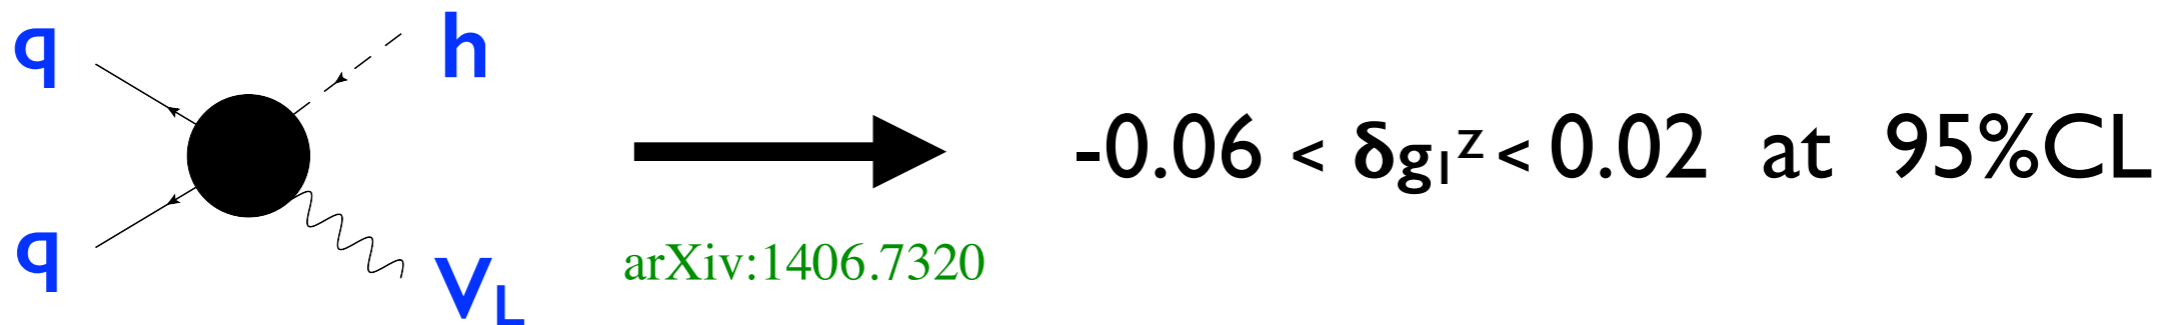 q
h
-0.06 < δg₁ᶻ < 0.02 at 95%CL
q
V_L
arXiv:1406.7320